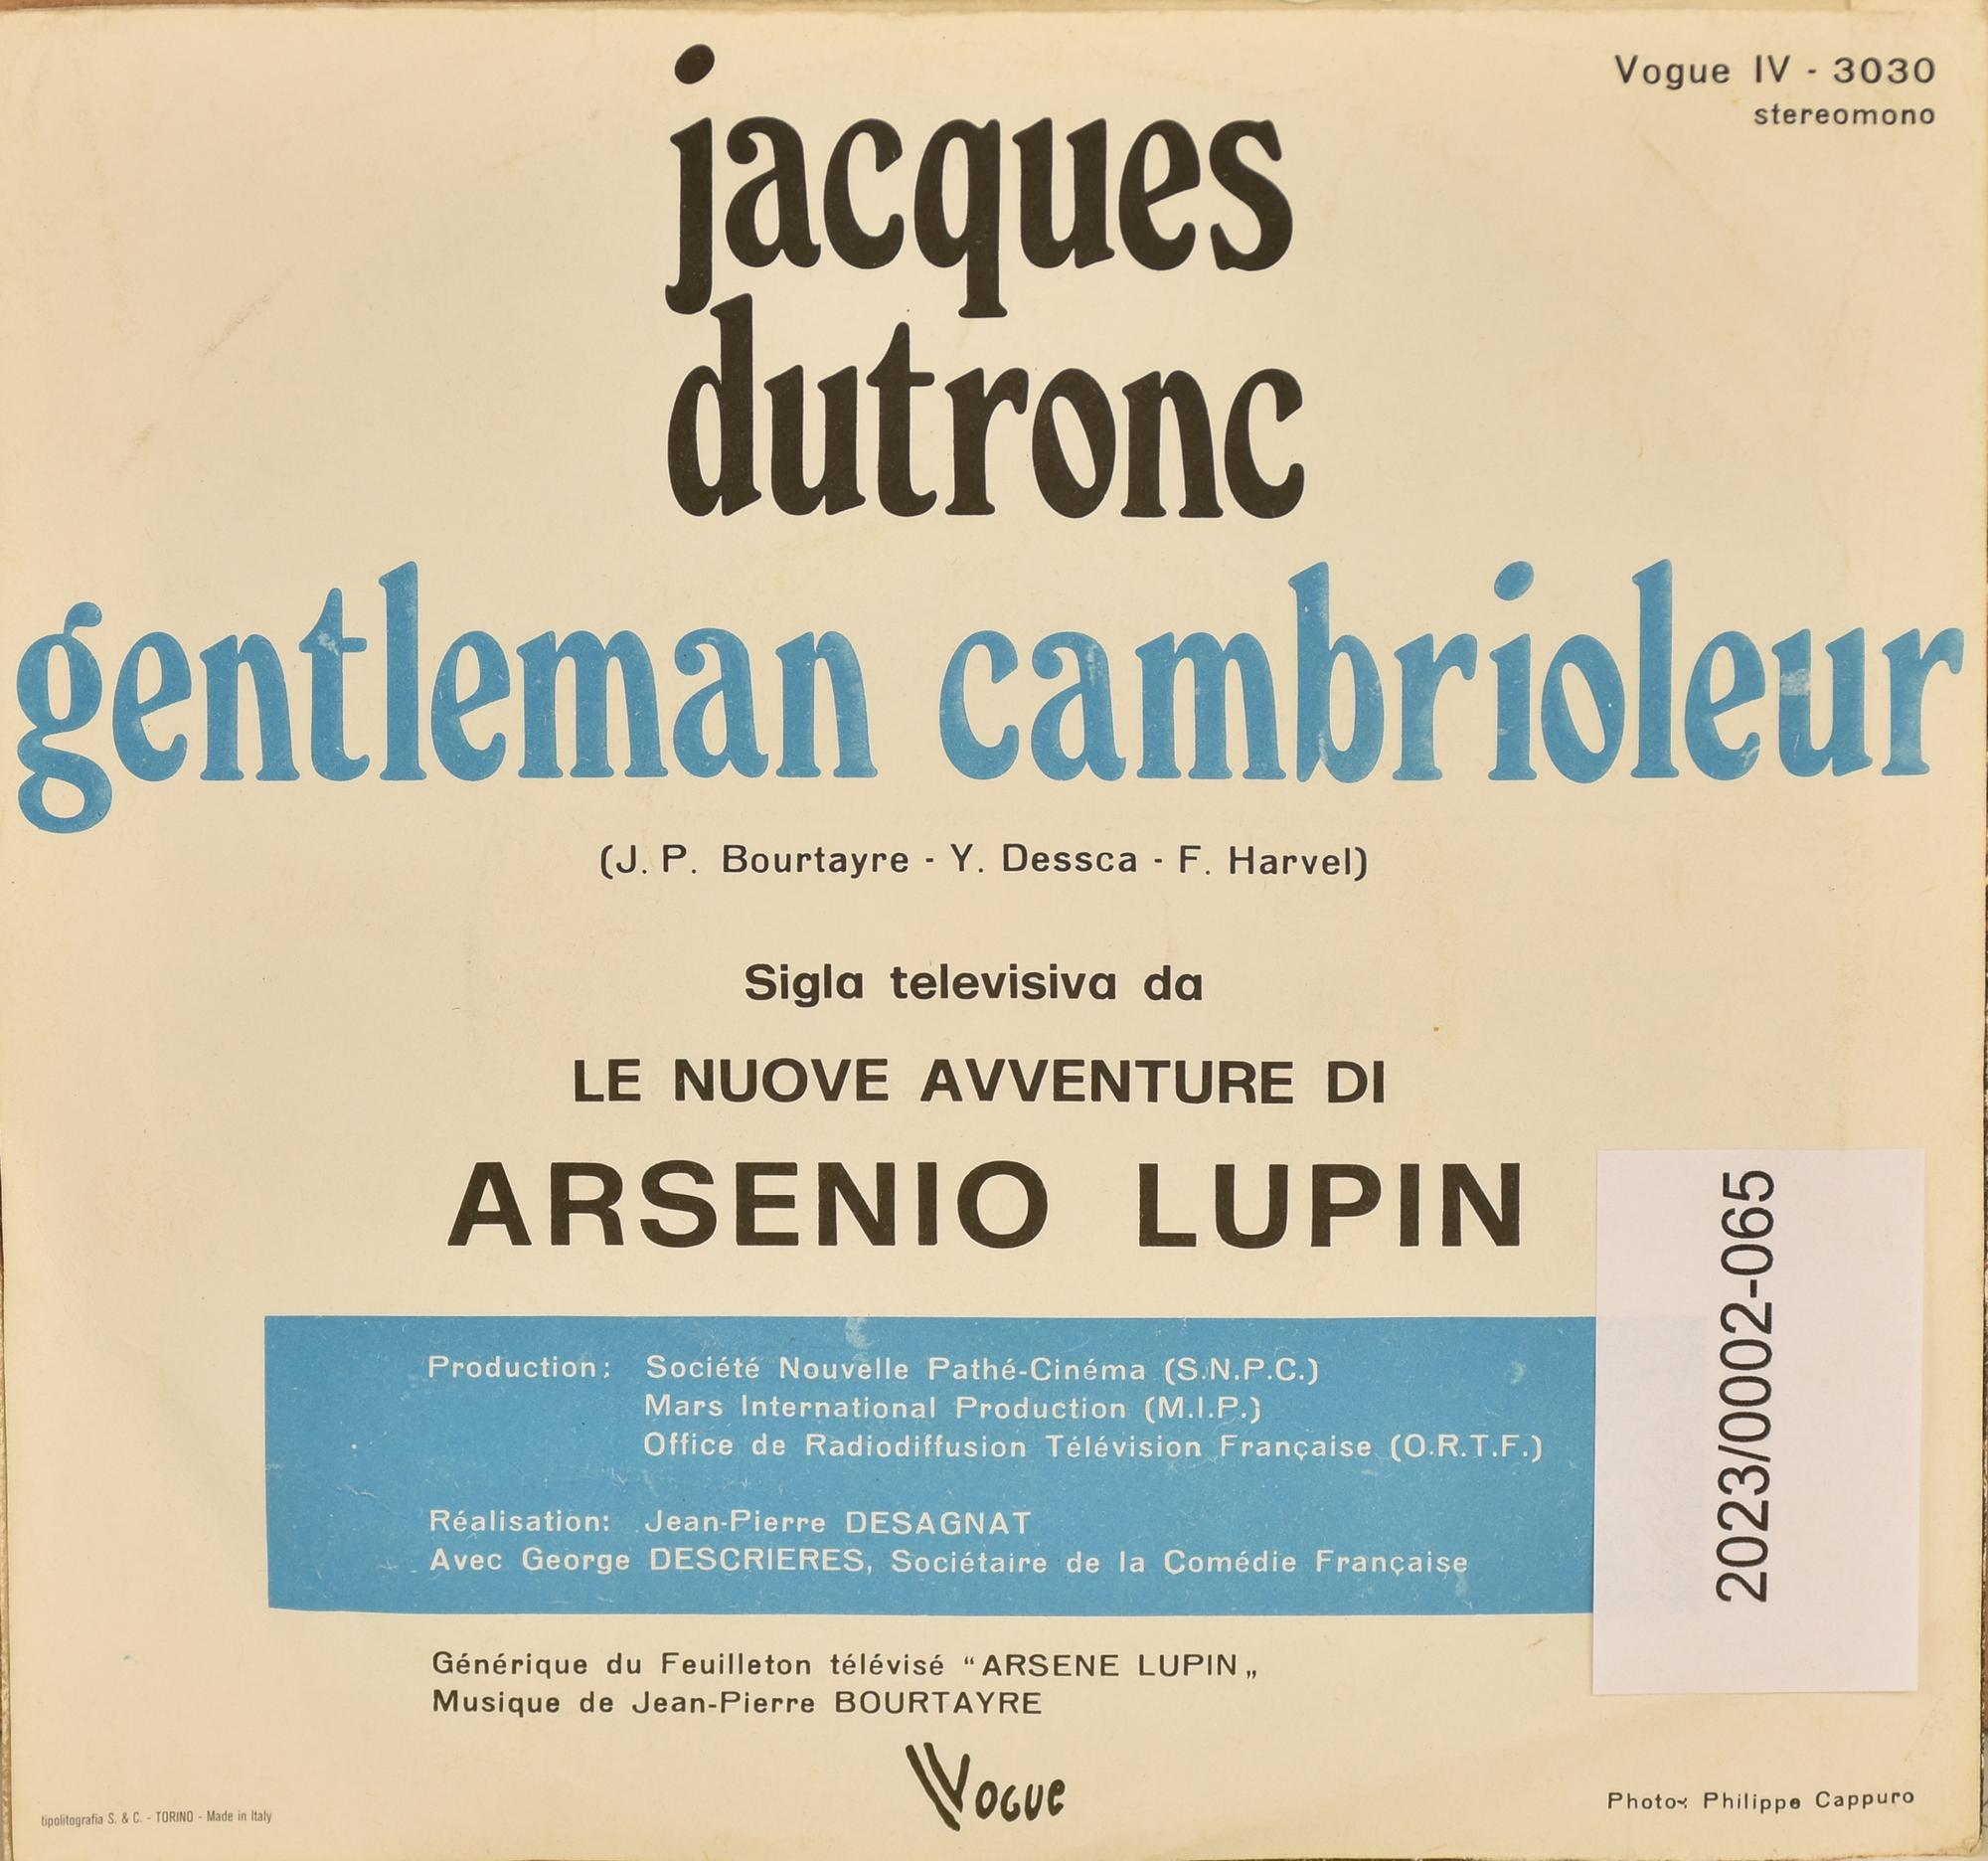 Vogue IV - 3030
stereomono
jacques
dutronc
gentleman cambrioleur
(J. P. Bourtayre - Y. Dessca - F. Harvel)
Sigla televisiva da
LE NUOVE AVVENTURE DI
ARSENIO LUPIN
Production: Société Nouvelle Pathé-Cinéma (S.N.P.C.)
Mars International Production (M.I.P.)
Office de Radiodiffusion Télévision Française (O.R.T.F.)
Réalisation: Jean-Pierre DESAGNAT
Avec George DESCRIERES, Sociétaire de la Comédie Française
2023/0002-065
Générique du Feuilleton télévisé “ARSENE LUPIN„
Musique de Jean-Pierre BOURTAYRE
VOGUE
tipolitografia S. & C. - TORINO - Made in Italy
Photo: Philippe Cappuro